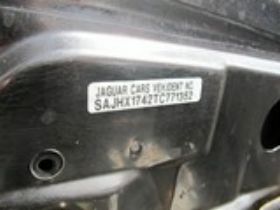 JAGUAR CARS VEH.IDENT NO.
SAJHX1742TC771352